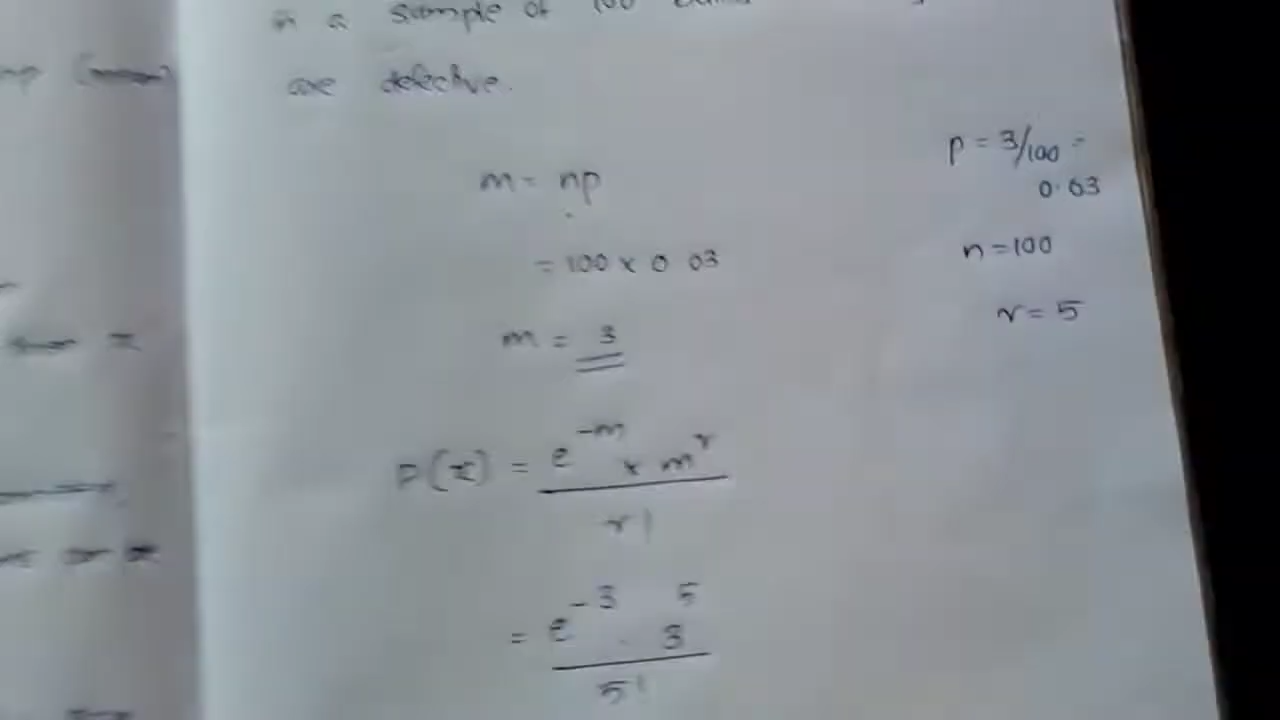 in a sample of 100
are defective.
m = np
= 100 x 0.03
m = 3
P(x) = e^-m x m^r
r!
= e^-3 . 3^5
5!
p = 3/100 =
0.03
n = 100
r = 5
np